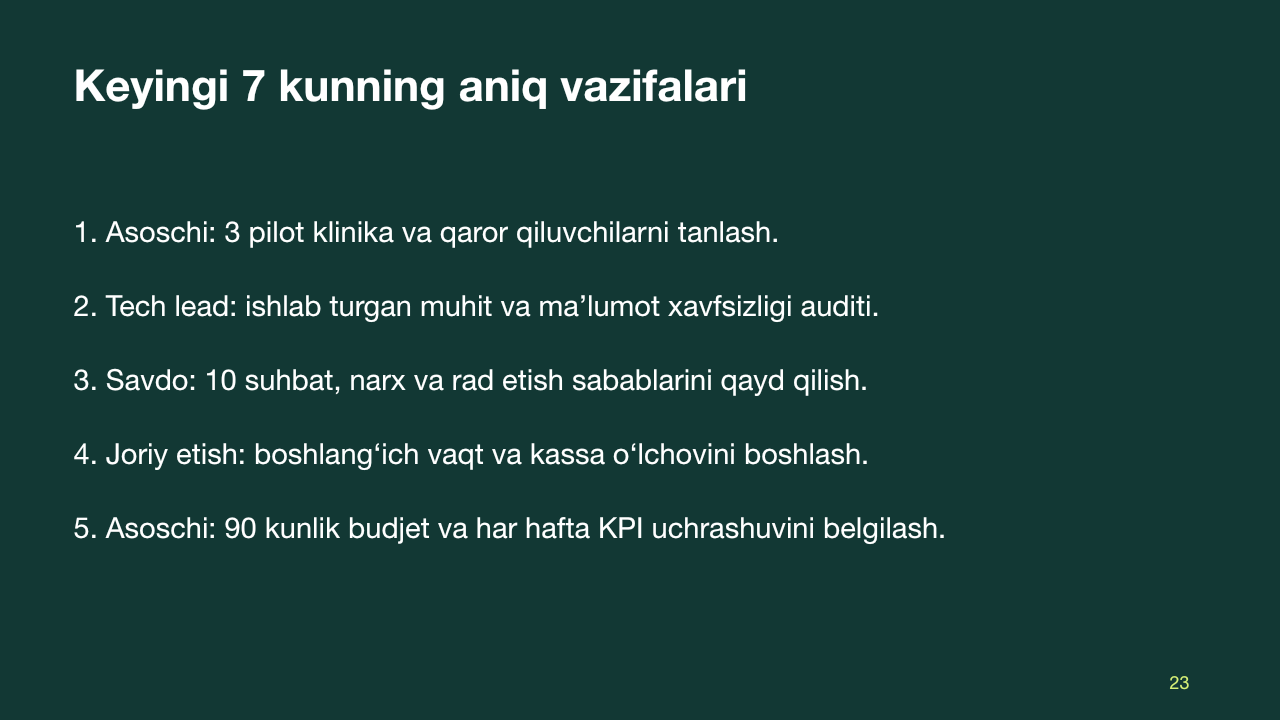 Keyingi 7 kunning aniq vazifalari
1. Asoschi: 3 pilot klinika va qaror qiluvchilarni tanlash.
2. Tech lead: ishlab turgan muhit va ma’lumot xavfsizligi auditi.
3. Savdo: 10 suhbat, narx va rad etish sabablarini qayd qilish.
4. Joriy etish: boshlang‘ich vaqt va kassa o‘lchovini boshlash.
5. Asoschi: 90 kunlik budjet va har hafta KPI uchrashuvini belgilash.
23